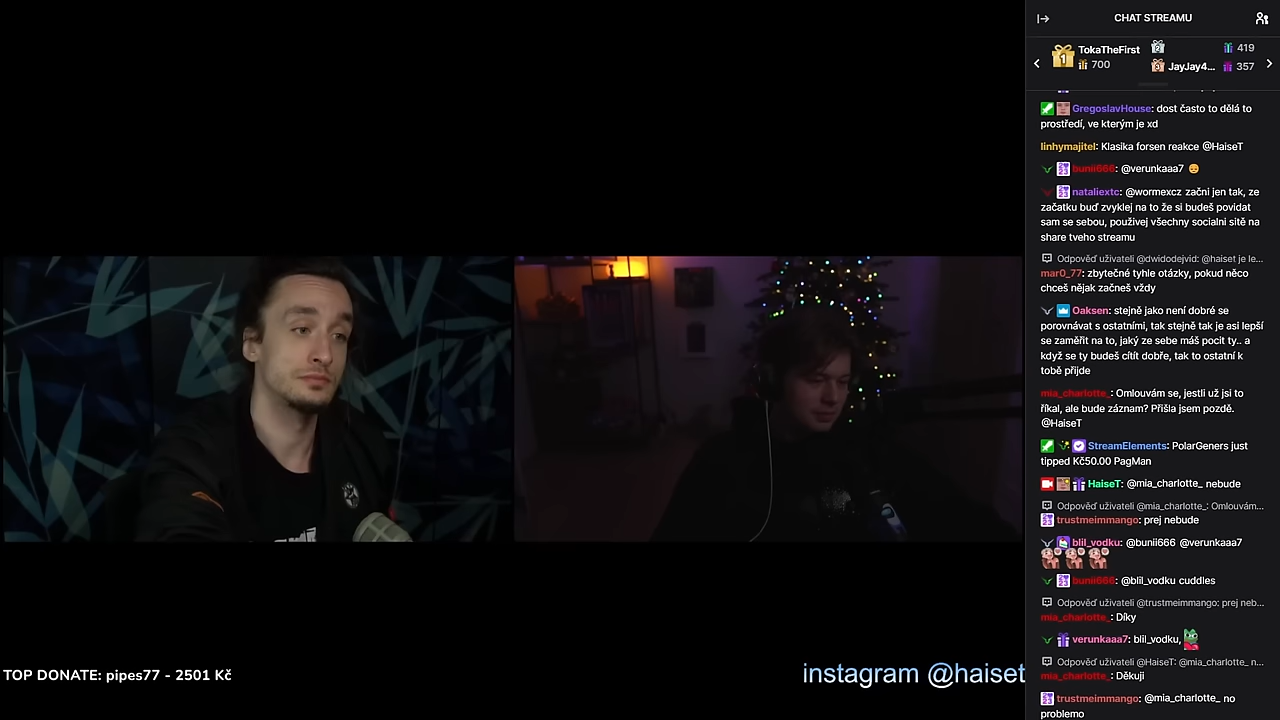 CHAT STREAMU
TokaTheFirst
700
419
JayJay4...
357
GregoslavHouse: dost často to dělá to
prostředí, ve kterým je xd
linhymajitel: Klasika forsen reakce @HaiseT
bunii666: @verunkaaa7
nataliextc: @wormexcz začni jen tak, ze
začatku buď zvyklej na to že si budeš povidat
sam se sebou, použivej všechny socialni sitě na
share tveho streamu
Odpověď uživateli @dwidodejvid: @haiset je le...
mar0_77: zbytečné tyhle otázky, pokud něco
chceš nějak začneš vždy
Oaksen: stejně jako není dobré se
porovnávat s ostatními, tak stejně tak je asi lepší
se zaměřit na to, jaký ze sebe máš pocit ty.. a
když se ty budeš cítít dobře, tak to ostatní k
tobě přijde
mia_charlotte_: Omlouvám se, jestli už jsi to
říkal, ale bude záznam? Přišla jsem pozdě.
@HaiseT
StreamElements: PolarGeners just
tipped Kč50.00 PagMan
HaiseT: @mia_charlotte_ nebude
Odpověď uživateli @mia_charlotte_: Omlouvám...
trustmeimmango: prej nebude
blil_vodku: @bunii666 @verunkaaa7
bunii666: @blil_vodku cuddles
Odpověď uživateli @trustmeimmango: prej neb...
mia_charlotte_: Díky
verunkaaa7: blil_vodku,
Odpověď uživateli @HaiseT: @mia_charlotte_ n...
mia_charlotte_: Děkuji
trustmeimmango: @mia_charlotte_ no
problemo
TOP DONATE: pipes77 - 2501 Kč
instagram @haiset